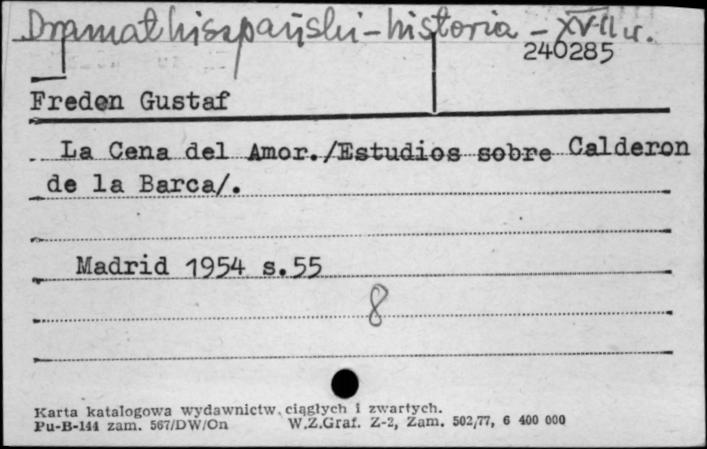 Dramat hiszpański - historia - XVII w.
240285
Freden Gustaf
La Cena del Amor./Estudios sobre Calderon
de la Barca/.
Madrid 1954 s.55
8
Karta katalogowa wydawnictw ciągłych i zwartych.
Pu-B-144 zam. 567/DW/On W.Z.Graf. Z-2, Zam. 502/77, 6 400 000